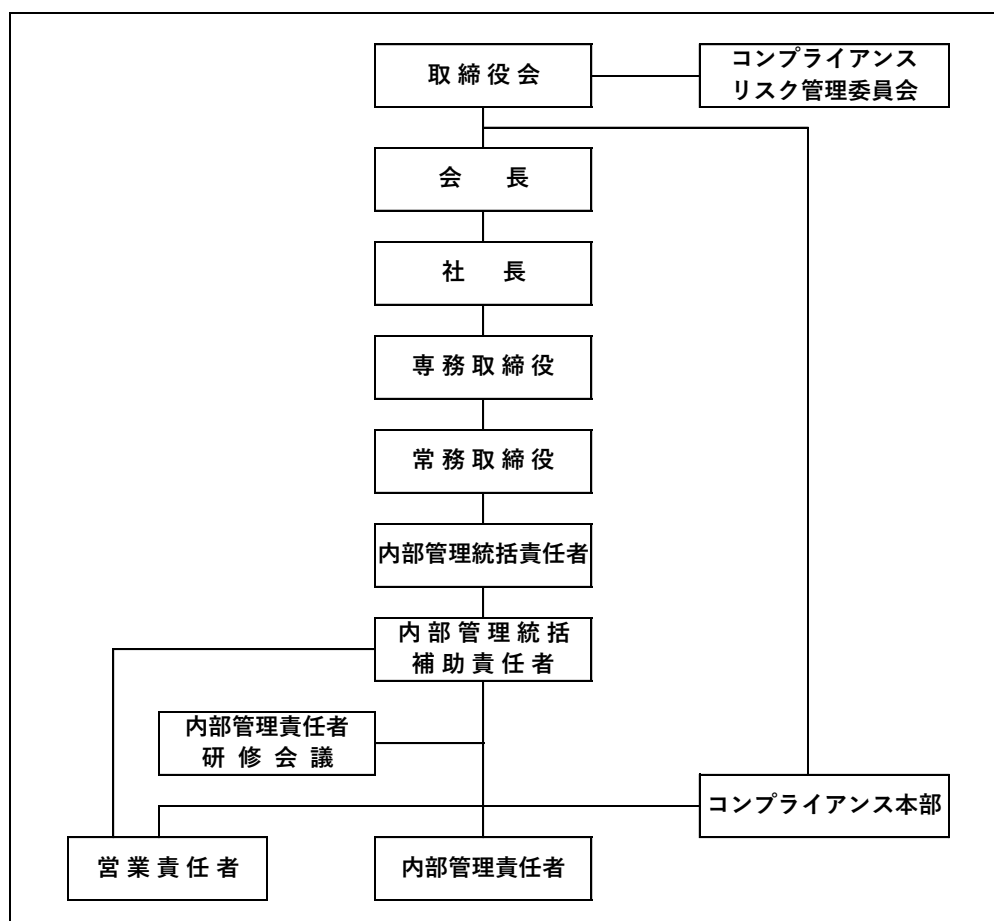 取締役会
コンプライアンス
リスク管理委員会
会 長
社 長
専務取締役
常務取締役
内部管理統括責任者
内部管理統括
補助責任者
内部管理責任者
研修会議
コンプライアンス本部
営業責任者
内部管理責任者